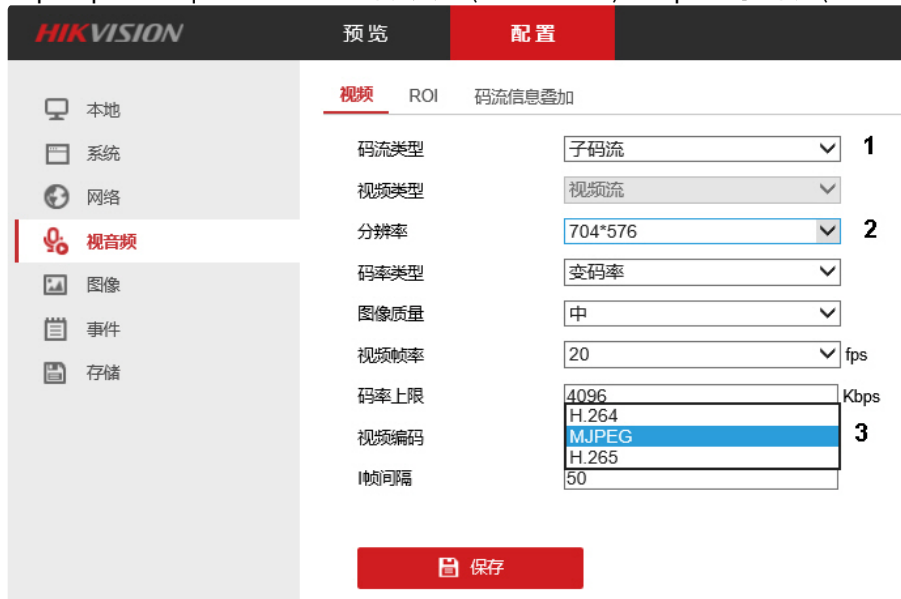 HIKVISION 预览 配置
本地
系统
网络
视音频
图像
事件
存储
视频 ROI 码流信息叠加
码流类型 子码流 1
视频类型 视频流
分辨率 704*576 2
码率类型 变码率
图像质量 中
视频帧率 20 fps
码率上限 4096 Kbps
H.264
视频编码 MJPEG 3
H.265
I帧间隔 50
保存